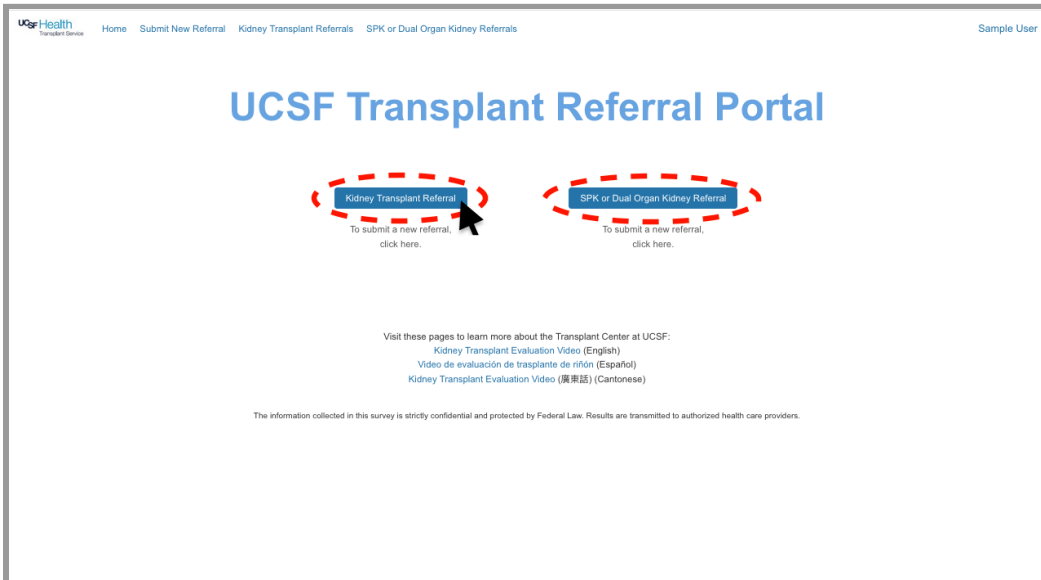 UCSF Health
Transplant Service
Home Submit New Referral Kidney Transplant Referrals SPK or Dual Organ Kidney Referrals Sample User
UCSF Transplant Referral Portal
Kidney Transplant Referral SPK or Dual Organ Kidney Referral
To submit a new referral, To submit a new referral,
click here. click here.
Visit these pages to learn more about the Transplant Center at UCSF:
Kidney Transplant Evaluation Video (English)
Video de evaluación de trasplante de riñón (Español)
Kidney Transplant Evaluation Video (廣東話) (Cantonese)
The information collected in this survey is strictly confidential and protected by Federal Law. Results are transmitted to authorized health care providers.